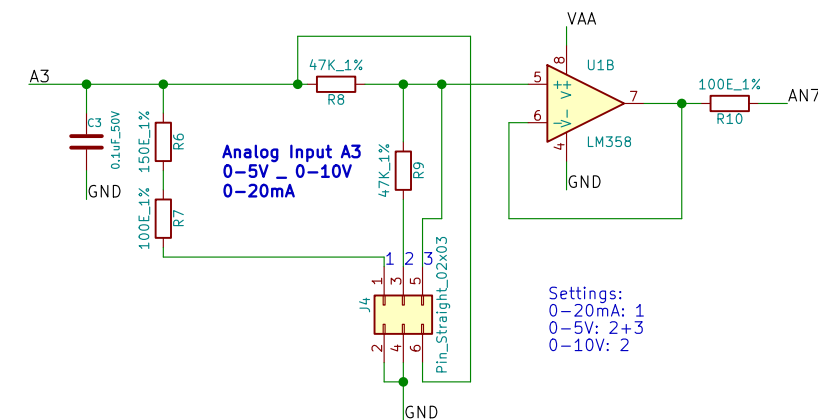 VAA
A3
47K_1%
R8
8
U1B
5
+
V+
7
100E_1%
AN7
R10
6
-
V-
4
LM358
GND
C3
0.1uF_50V
GND
150E_1%
R6
Analog Input A3
0-5V _ 0-10V
0-20mA
47K_1%
R9
100E_1%
R7
1 2 3
1
3
5
J4
Pin_Straight_02x03
2
4
6
GND
Settings:
0-20mA: 1
0-5V: 2+3
0-10V: 2